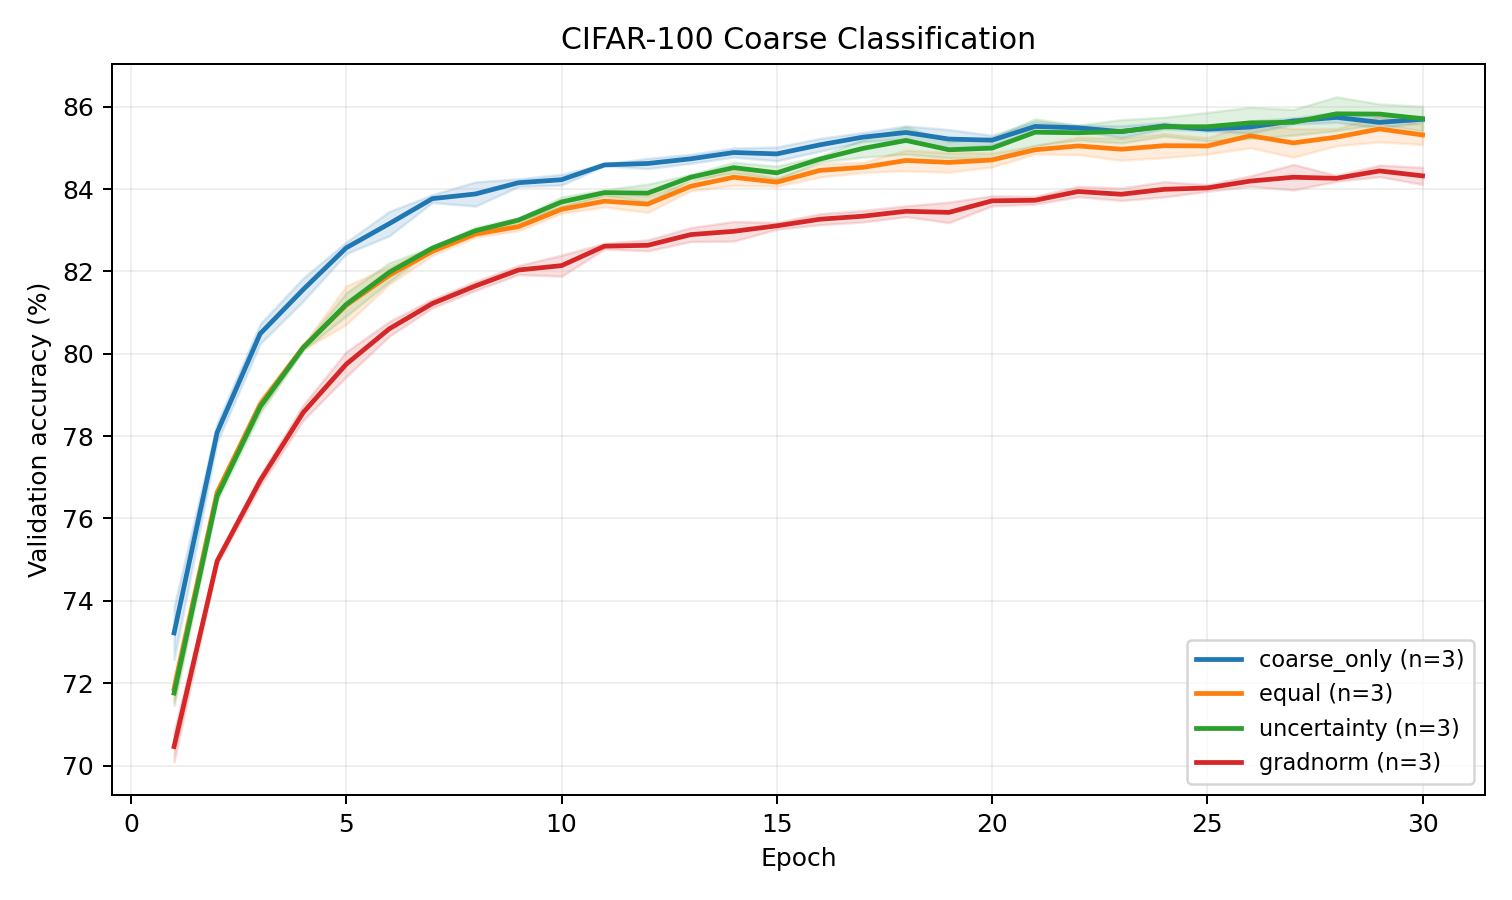 CIFAR-100 Coarse Classification
Validation accuracy (%)
86
84
82
80
78
76
74
72
70
0 5 10 15 20 25 30
Epoch
coarse_only (n=3)
equal (n=3)
uncertainty (n=3)
gradnorm (n=3)